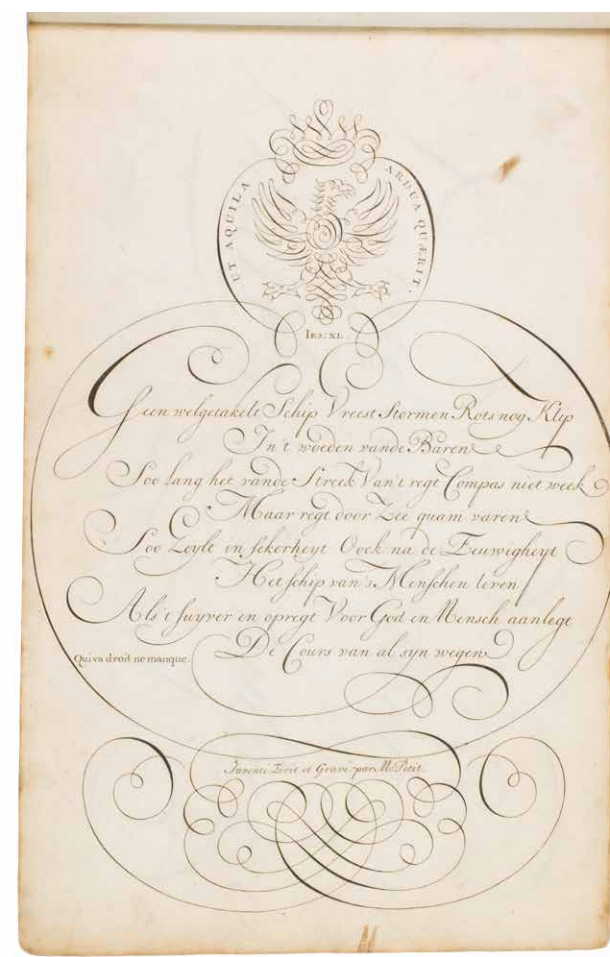 UT AQUILA
ARDUA QUÆRIT.
IES: XL
Geen welgetakelt Schip Vreest Stormen Rots nog Klip
In't woeden vande Baren
Soo lang het vande Streek Van't regt Compas niet week
Maar regt door Zee quam varen
Soo Zeylt in sekerheyt Oock na de Eeuwigheyt
Het schip van's Menschen leven
Als't suyver en opregt Voor God en Mensch aanlegt
De Cours van al syn wegen
Qui va droit ne manque
Inventé Ecrit et Gravé par M: Petit.